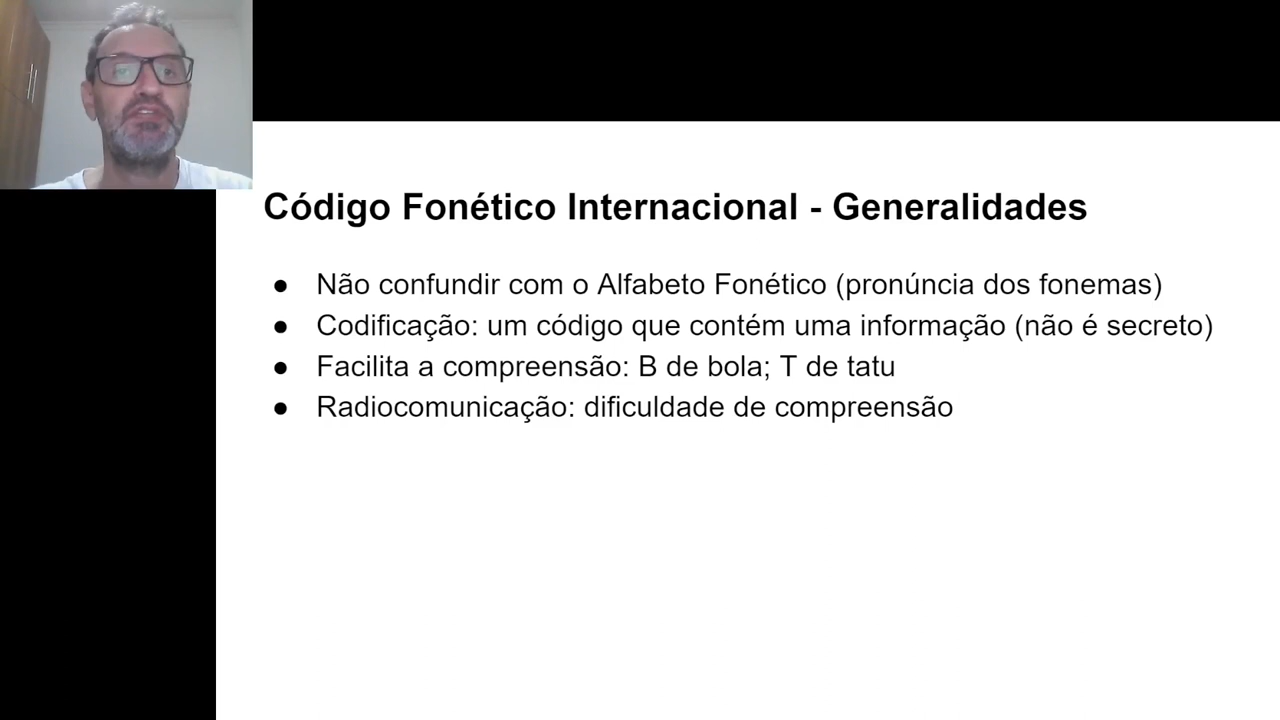 Código Fonético Internacional - Generalidades
● Não confundir com o Alfabeto Fonético (pronúncia dos fonemas)
● Codificação: um código que contém uma informação (não é secreto)
● Facilita a compreensão: B de bola; T de tatu
● Radiocomunicação: dificuldade de compreensão